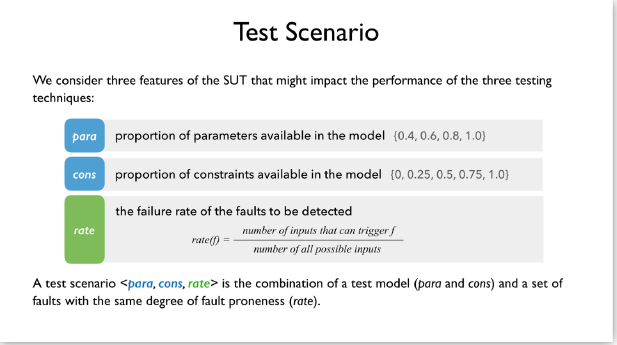 Test Scenario
We consider three features of the SUT that might impact the performance of the three testing
techniques:
para proportion of parameters available in the model {0.4, 0.6, 0.8, 1.0}
cons proportion of constraints available in the model {0, 0.25, 0.5, 0.75, 1.0}
the failure rate of the faults to be detected
rate
rate(f) = number of inputs that can trigger f
number of all possible inputs
A test scenario <para, cons, rate> is the combination of a test model (para and cons) and a set of
faults with the same degree of fault proneness (rate).